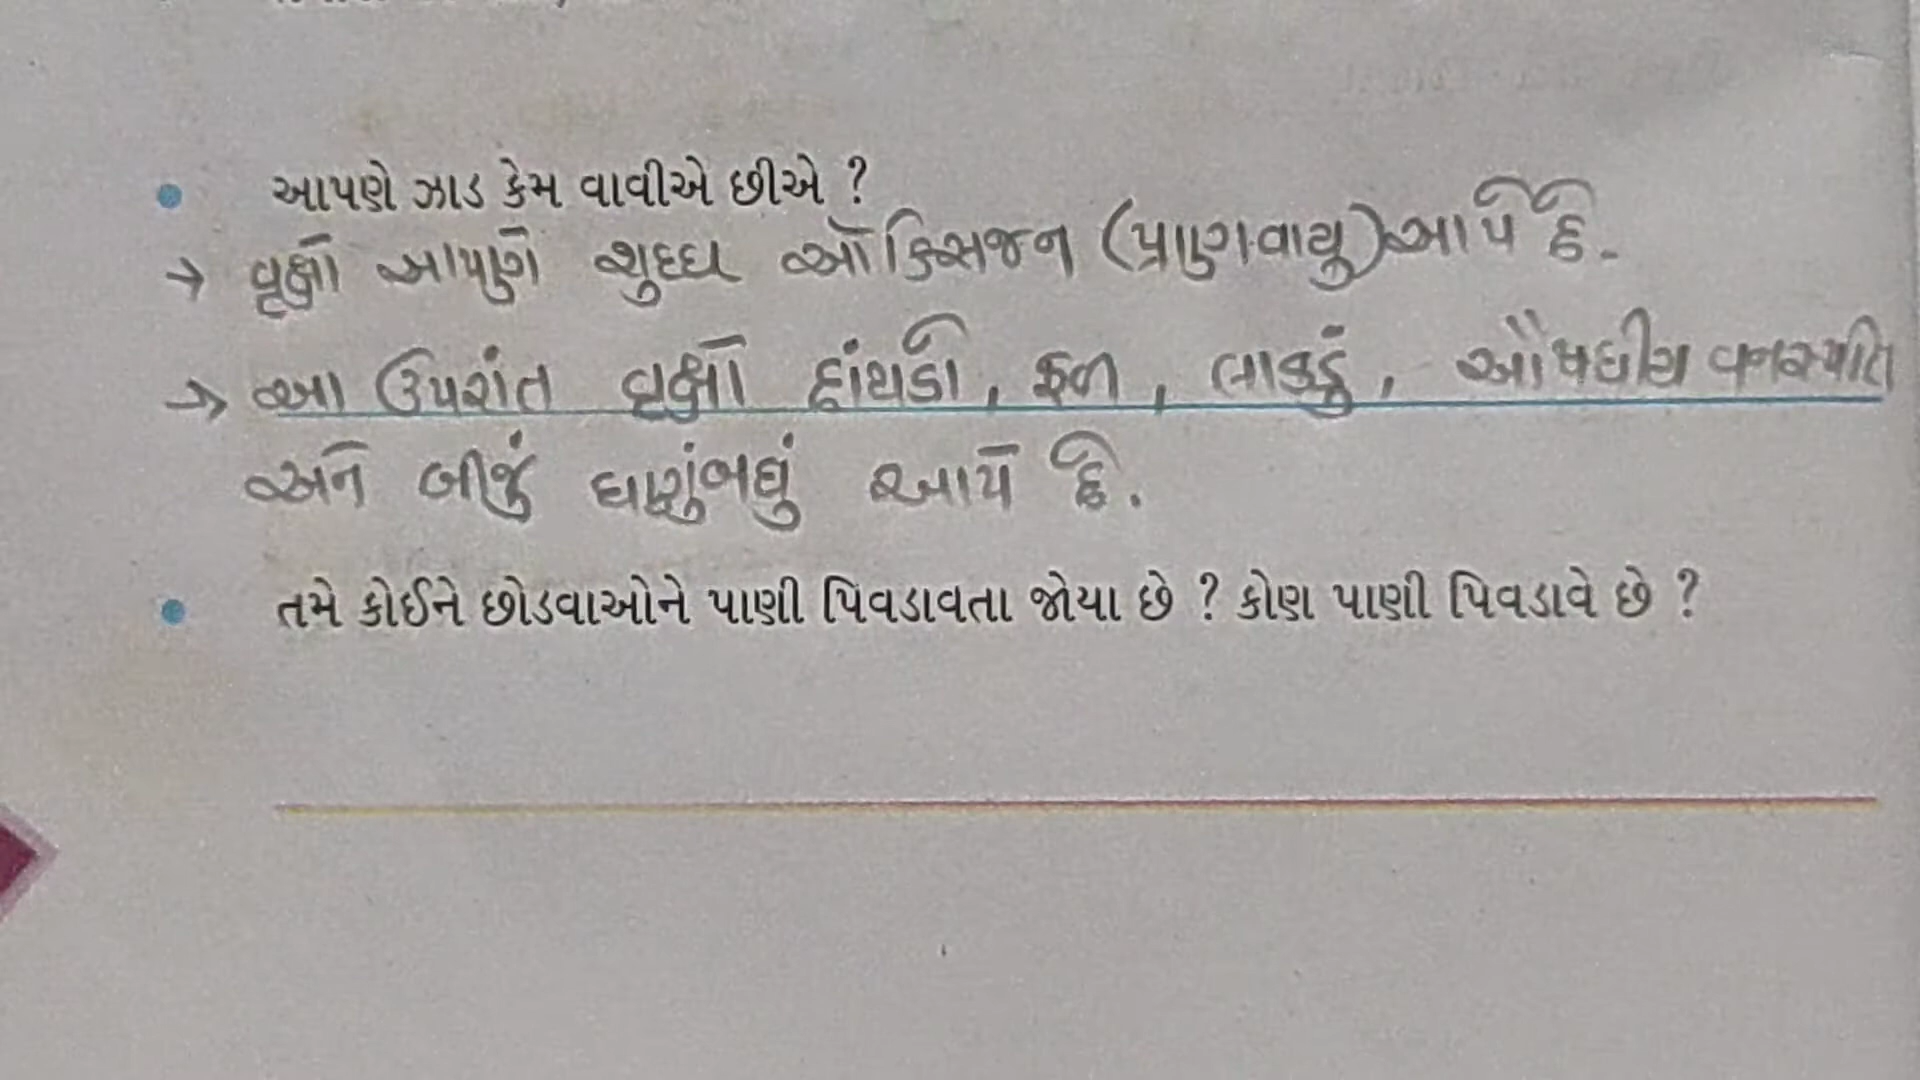 આપણે ઝાડ કેમ વાવીએ છીએ ?
→ વૃક્ષો આપણને શુદ્ધ ઑક્સિજન (પ્રાણવાયુ) આપે છે.
→ આ ઉપરાંત વૃક્ષો છાંયડો, ફળ, લાકડું, ઔષધીય વનસ્પતિ
અને બીજું ઘણુંબધું આપે છે.
તમે કોઈને છોડવાઓને પાણી પિવડાવતા જોયા છે ? કોણ પાણી પિવડાવે છે ?